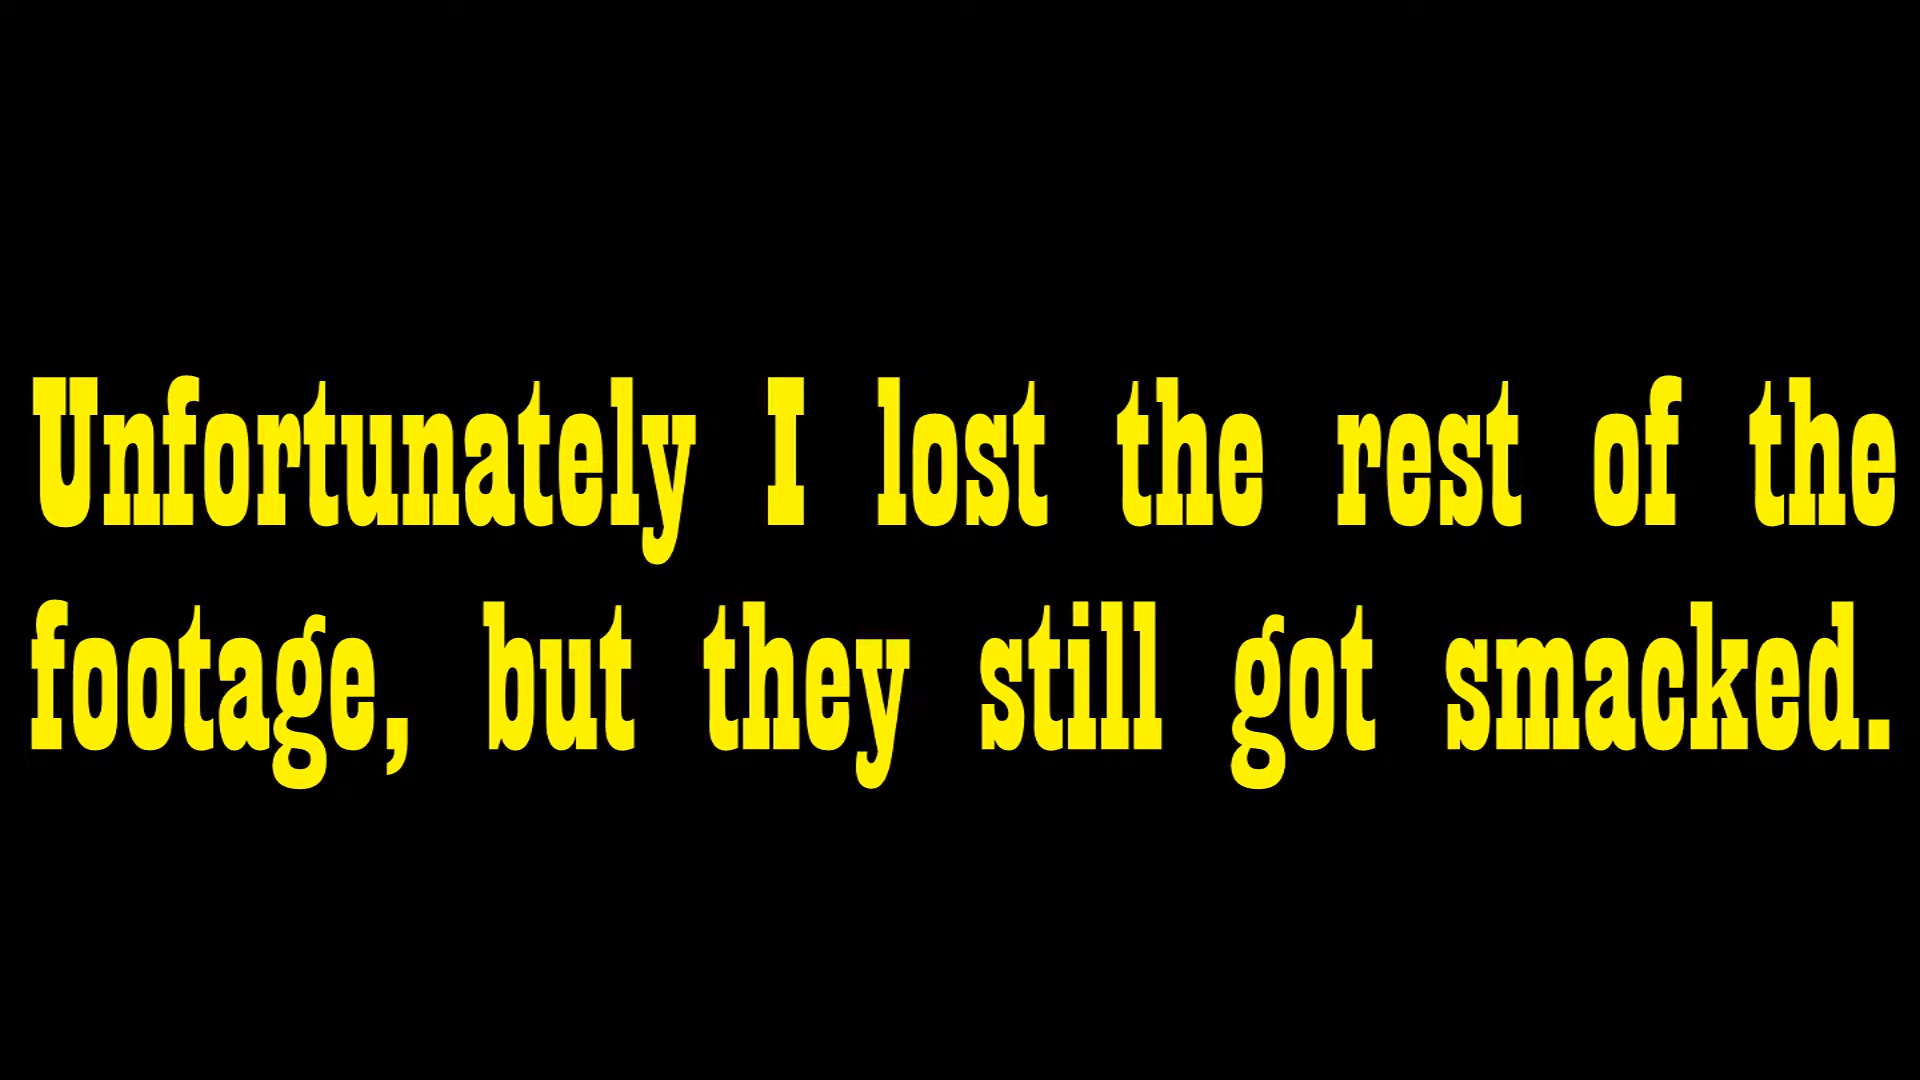 Unfortunately I lost the rest of the
footage, but they still got smacked.